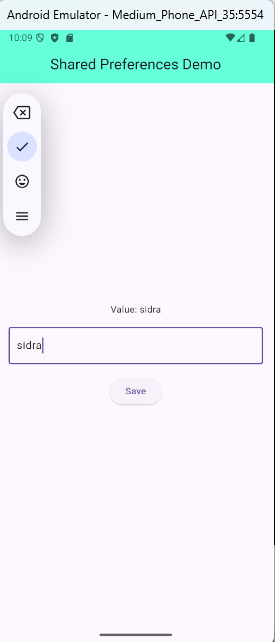 Android Emulator - Medium_Phone_API_35:5554
10:09
Shared Preferences Demo
Value: sidra
sidra
Save